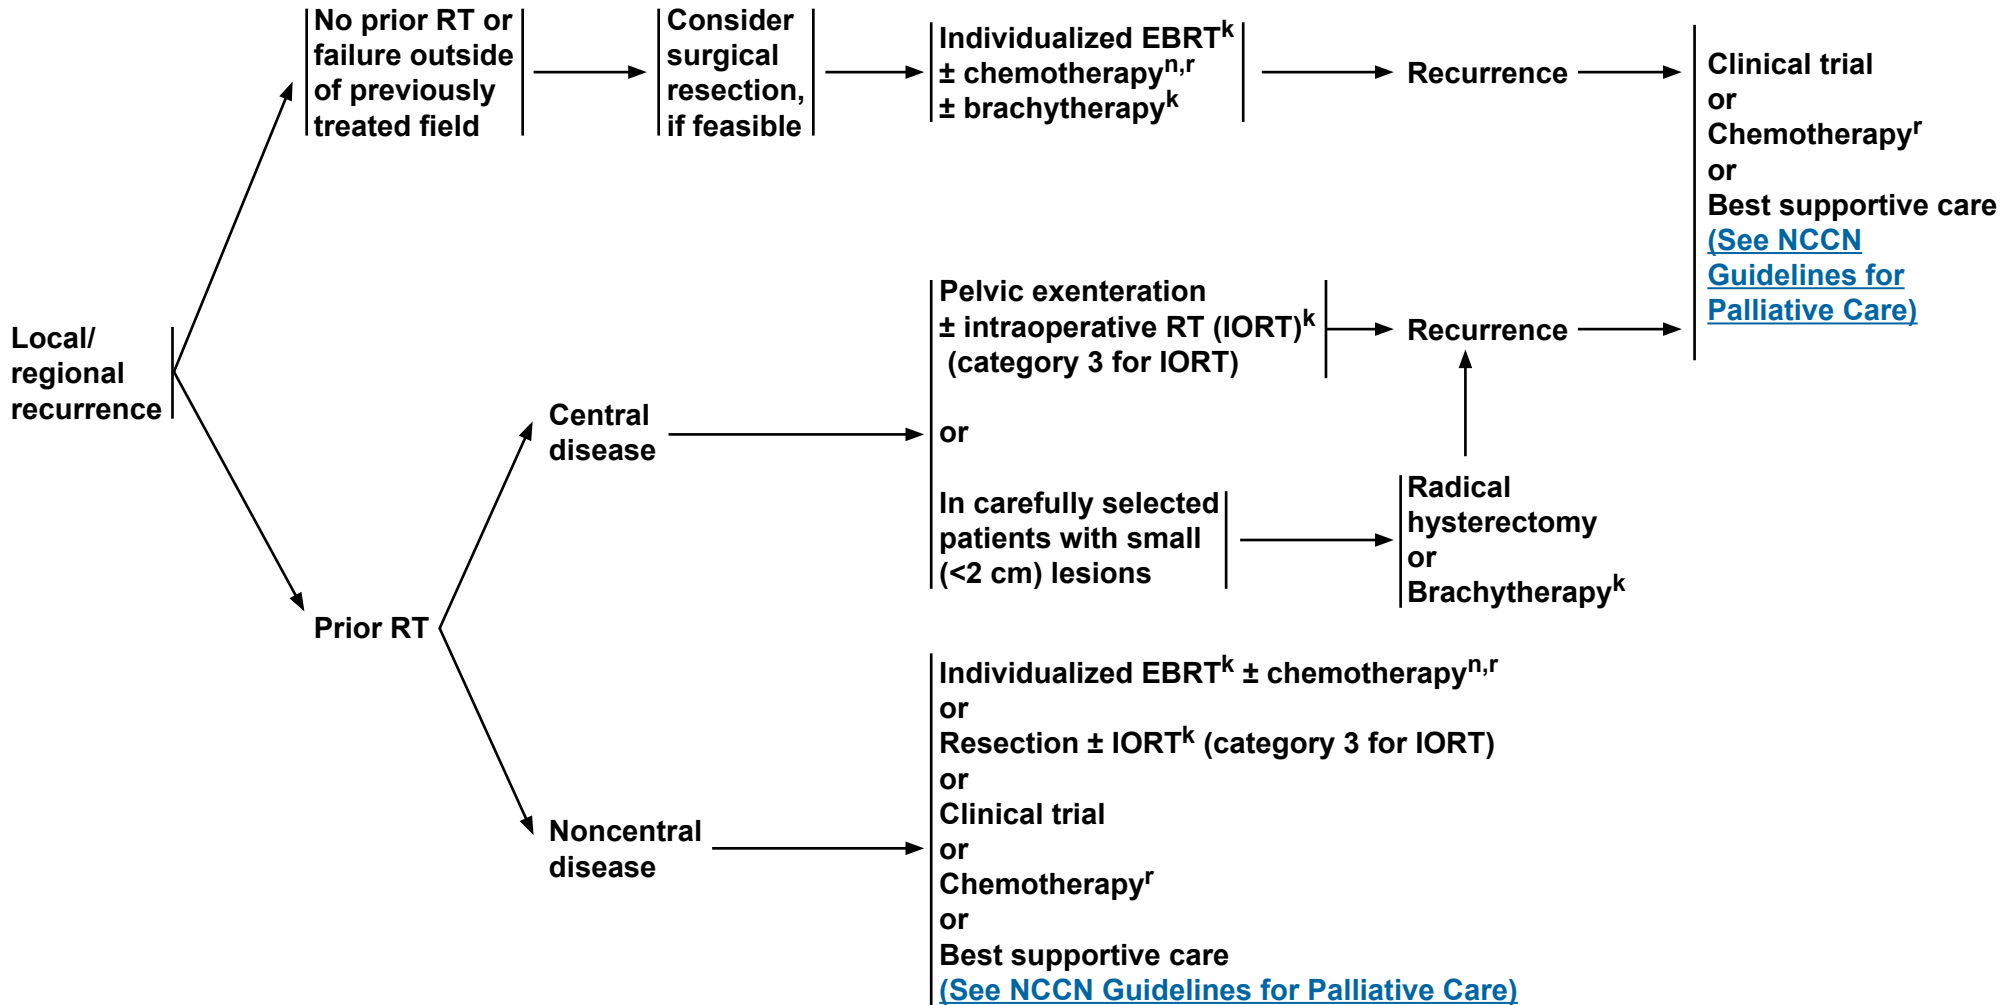 Local/
regional
recurrence
No prior RT or
failure outside
of previously
treated field
Consider
surgical
resection,
if feasible
Individualized EBRTᵏ
± chemotherapyⁿ,ʳ
± brachytherapyᵏ
Recurrence
Clinical trial
or
Chemotherapyʳ
or
Best supportive care
(See NCCN
Guidelines for
Palliative Care)
Prior RT
Central
disease
Pelvic exenteration
± intraoperative RT (IORT)ᵏ
(category 3 for IORT)
or
In carefully selected
patients with small
(<2 cm) lesions
Recurrence
Radical
hysterectomy
or
Brachytherapyᵏ
Noncentral
disease
Individualized EBRTᵏ ± chemotherapyⁿ,ʳ
or
Resection ± IORTᵏ (category 3 for IORT)
or
Clinical trial
or
Chemotherapyʳ
or
Best supportive care
(See NCCN Guidelines for Palliative Care)